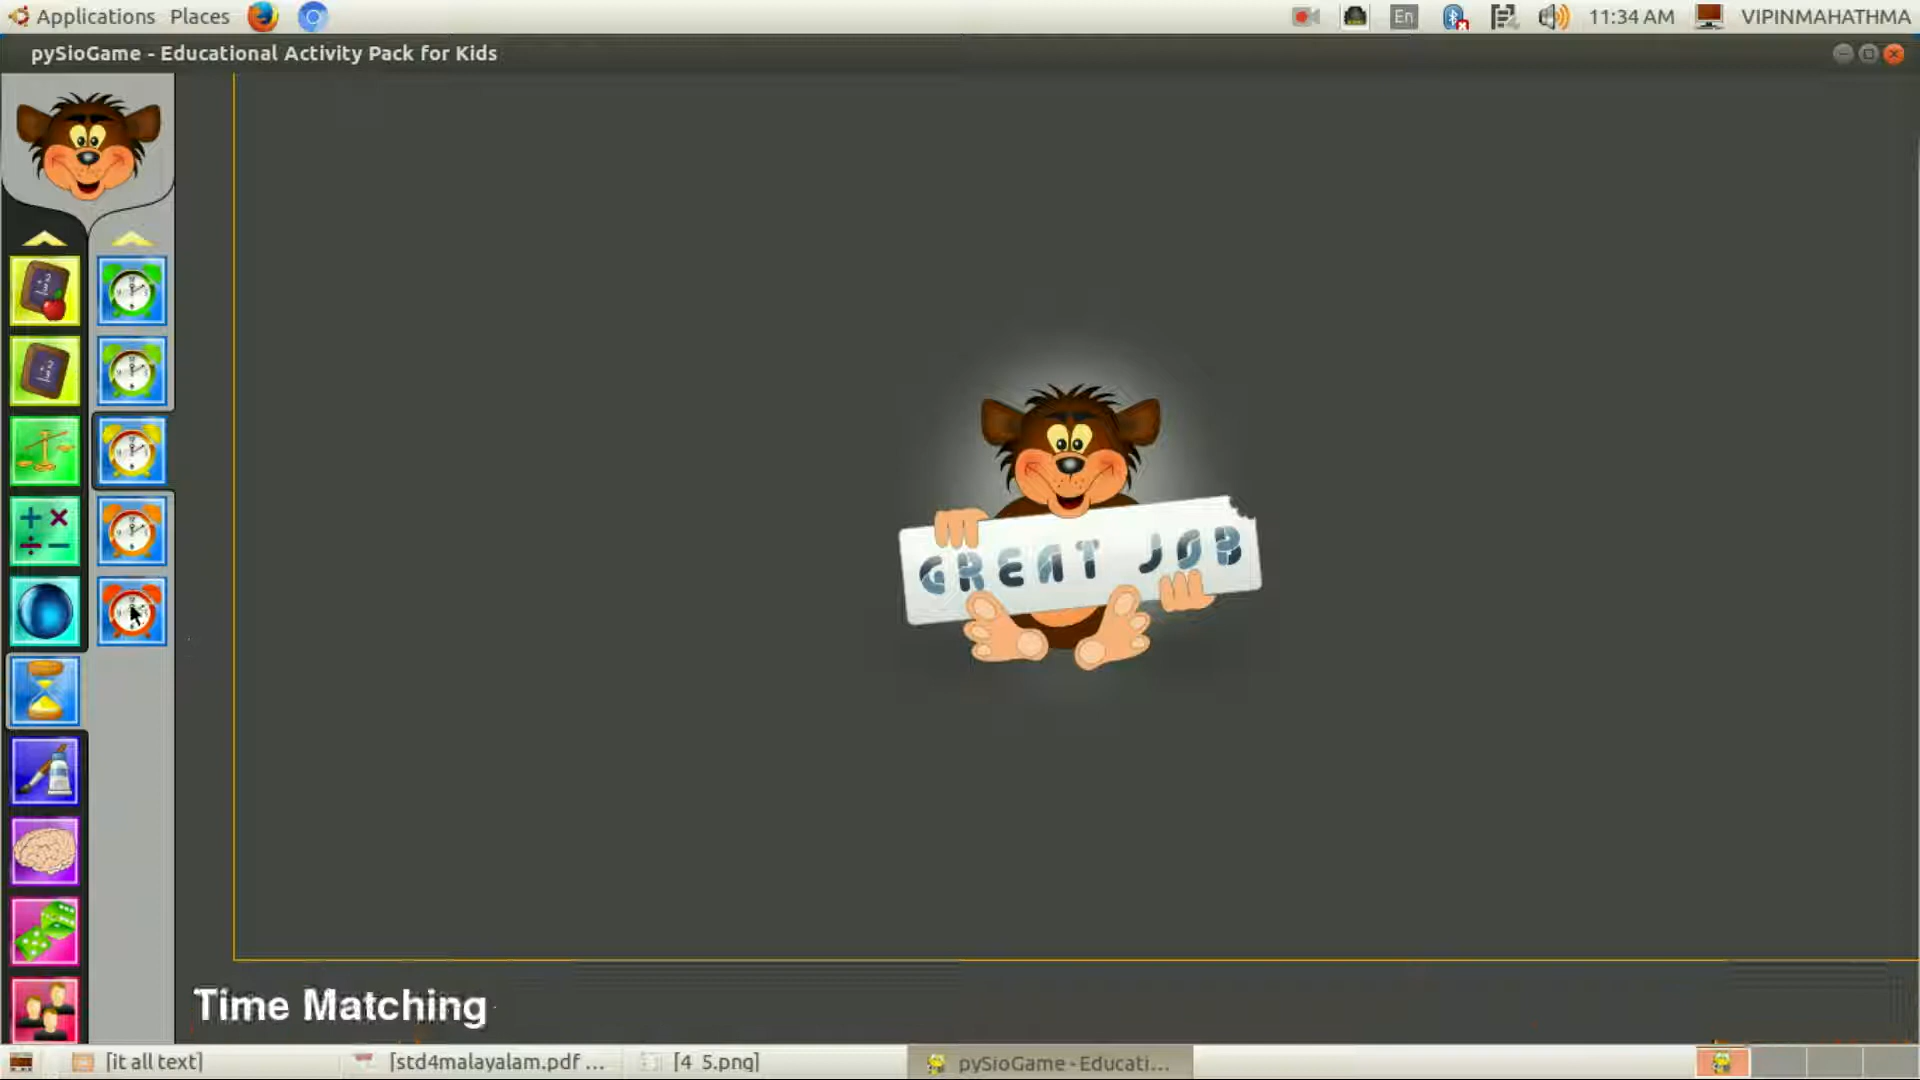 Applications Places En 11:34 AM VIPINMAHATHMA
pySioGame - Educational Activity Pack for Kids
GREAT JOB
Time Matching
[it all text] [std4malayalam.pdf ... [4 5.png] pySioGame - Educati...